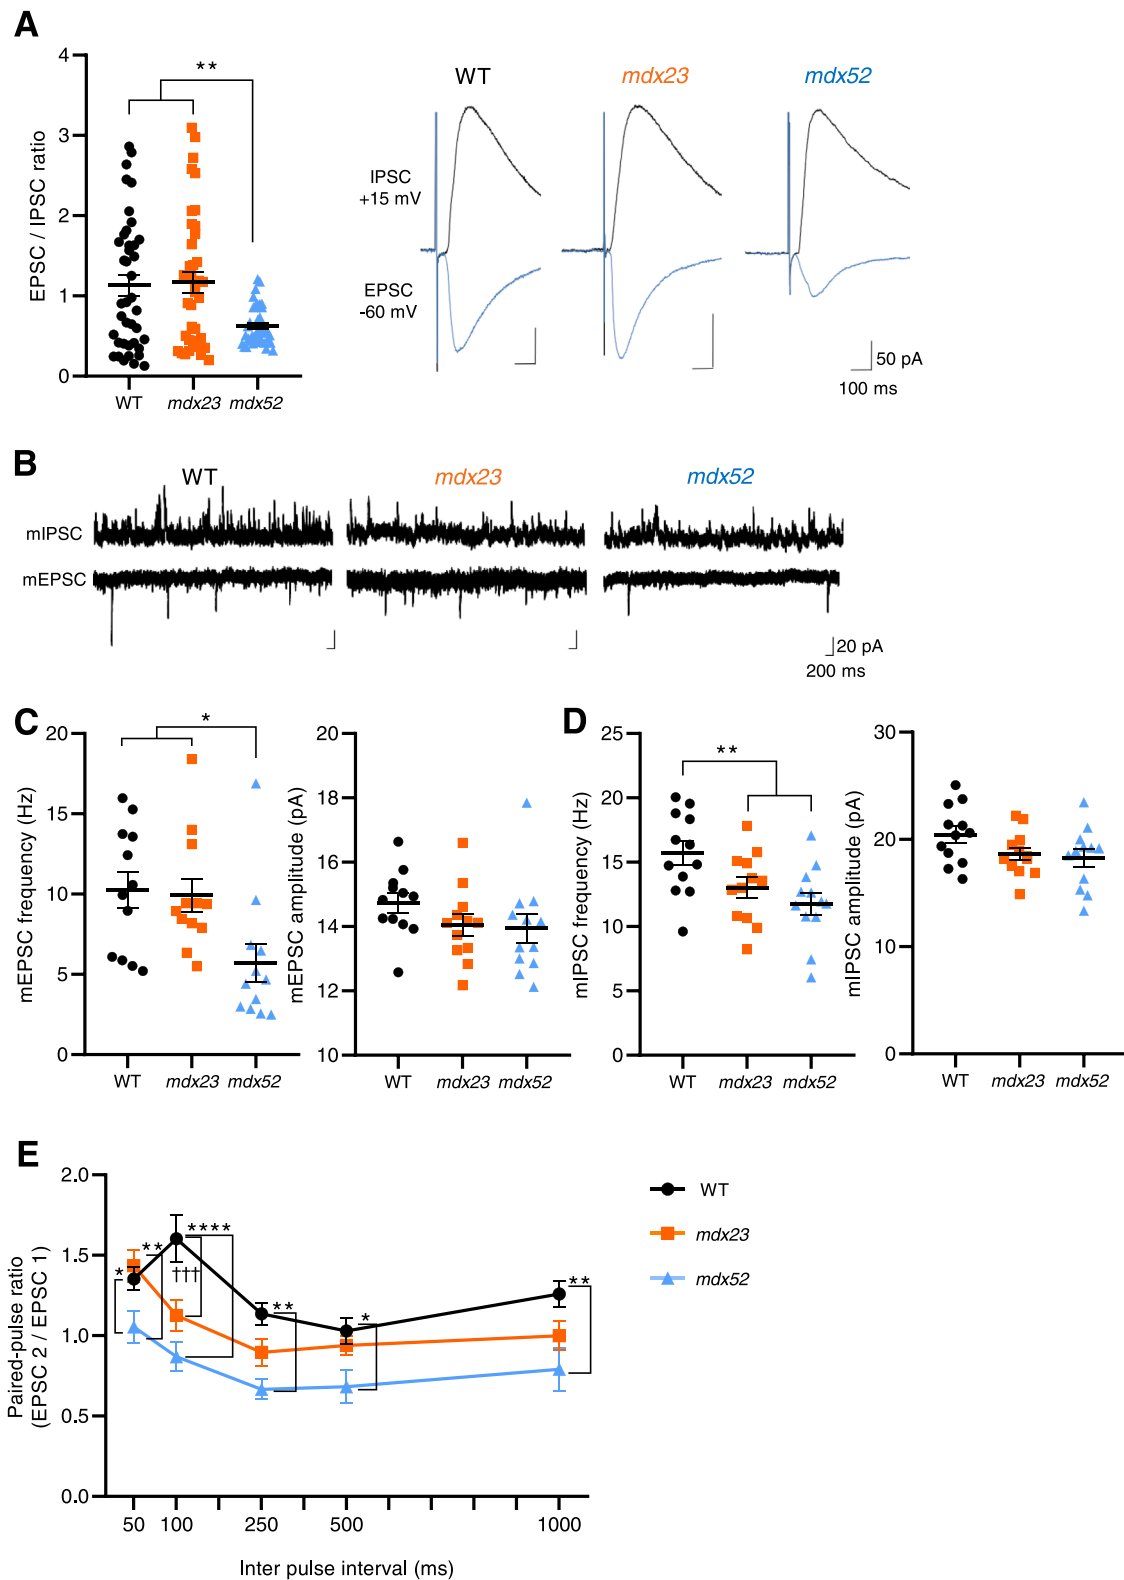 A
EPSC / IPSC ratio
4
3
2
1
0
**
WT
mdx23
mdx52
WT
mdx23
mdx52
IPSC
+15 mV
EPSC
-60 mV
50 pA
100 ms
B
WT
mdx23
mdx52
mIPSC
mEPSC
20 pA
200 ms
C
mEPSC frequency (Hz)
20
15
10
5
0
*
WT
mdx23
mdx52
mEPSC amplitude (pA)
20
18
16
14
12
10
WT
mdx23
mdx52
D
mIPSC frequency (Hz)
25
20
15
10
5
0
**
WT
mdx23
mdx52
mIPSC amplitude (pA)
30
20
10
0
WT
mdx23
mdx52
E
Paired-pulse ratio
(EPSC 2 / EPSC 1)
2.0
1.5
1.0
0.5
0.0
*
**
****
†††
**
*
**
50 100 250 500 1000
Inter pulse interval (ms)
WT
mdx23
mdx52